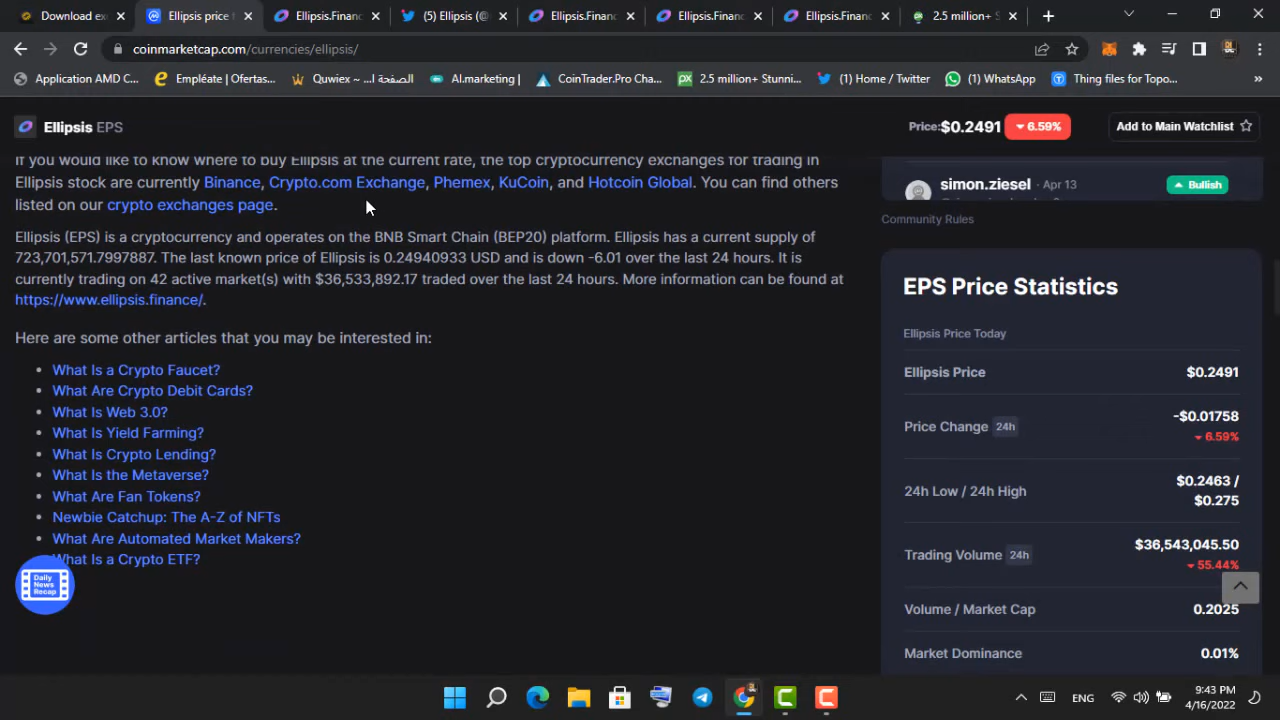 Download ex
Ellipsis price
Ellipsis.Financ
(5) Ellipsis (@
Ellipsis.Financ
Ellipsis.Financ
Ellipsis.Financ
2.5 million+ S
coinmarketcap.com/currencies/ellipsis/
Application AMD C...
Empléate | Ofertas...
Quwiex ~ الصفحة ا...
AI.marketing |
CoinTrader.Pro Cha...
2.5 million+ Stunni...
(1) Home / Twitter
(1) WhatsApp
Thing files for Topo...
»
Ellipsis EPS
Price: $0.2491 6.59%
Add to Main Watchlist
If you would like to know where to buy Ellipsis at the current rate, the top cryptocurrency exchanges for trading in
Ellipsis stock are currently Binance, Crypto.com Exchange, Phemex, KuCoin, and Hotcoin Global. You can find others
listed on our crypto exchanges page.
Ellipsis (EPS) is a cryptocurrency and operates on the BNB Smart Chain (BEP20) platform. Ellipsis has a current supply of
723,701,571.7997887. The last known price of Ellipsis is 0.24940933 USD and is down -6.01 over the last 24 hours. It is
currently trading on 42 active market(s) with $36,533,892.17 traded over the last 24 hours. More information can be found at
https://www.ellipsis.finance/.
Here are some other articles that you may be interested in:
• What Is a Crypto Faucet?
• What Are Crypto Debit Cards?
• What Is Web 3.0?
• What Is Yield Farming?
• What Is Crypto Lending?
• What Is the Metaverse?
• What Are Fan Tokens?
• Newbie Catchup: The A-Z of NFTs
• What Are Automated Market Makers?
What Is a Crypto ETF?
Daily
News
Recap
simon.ziesel • Apr 13
Bullish
Community Rules
EPS Price Statistics
Ellipsis Price Today
Ellipsis Price $0.2491
Price Change 24h -$0.01758
6.59%
24h Low / 24h High $0.2463 /
$0.275
Trading Volume 24h $36,543,045.50
55.44%
Volume / Market Cap 0.2025
Market Dominance 0.01%
ENG
9:43 PM
4/16/2022